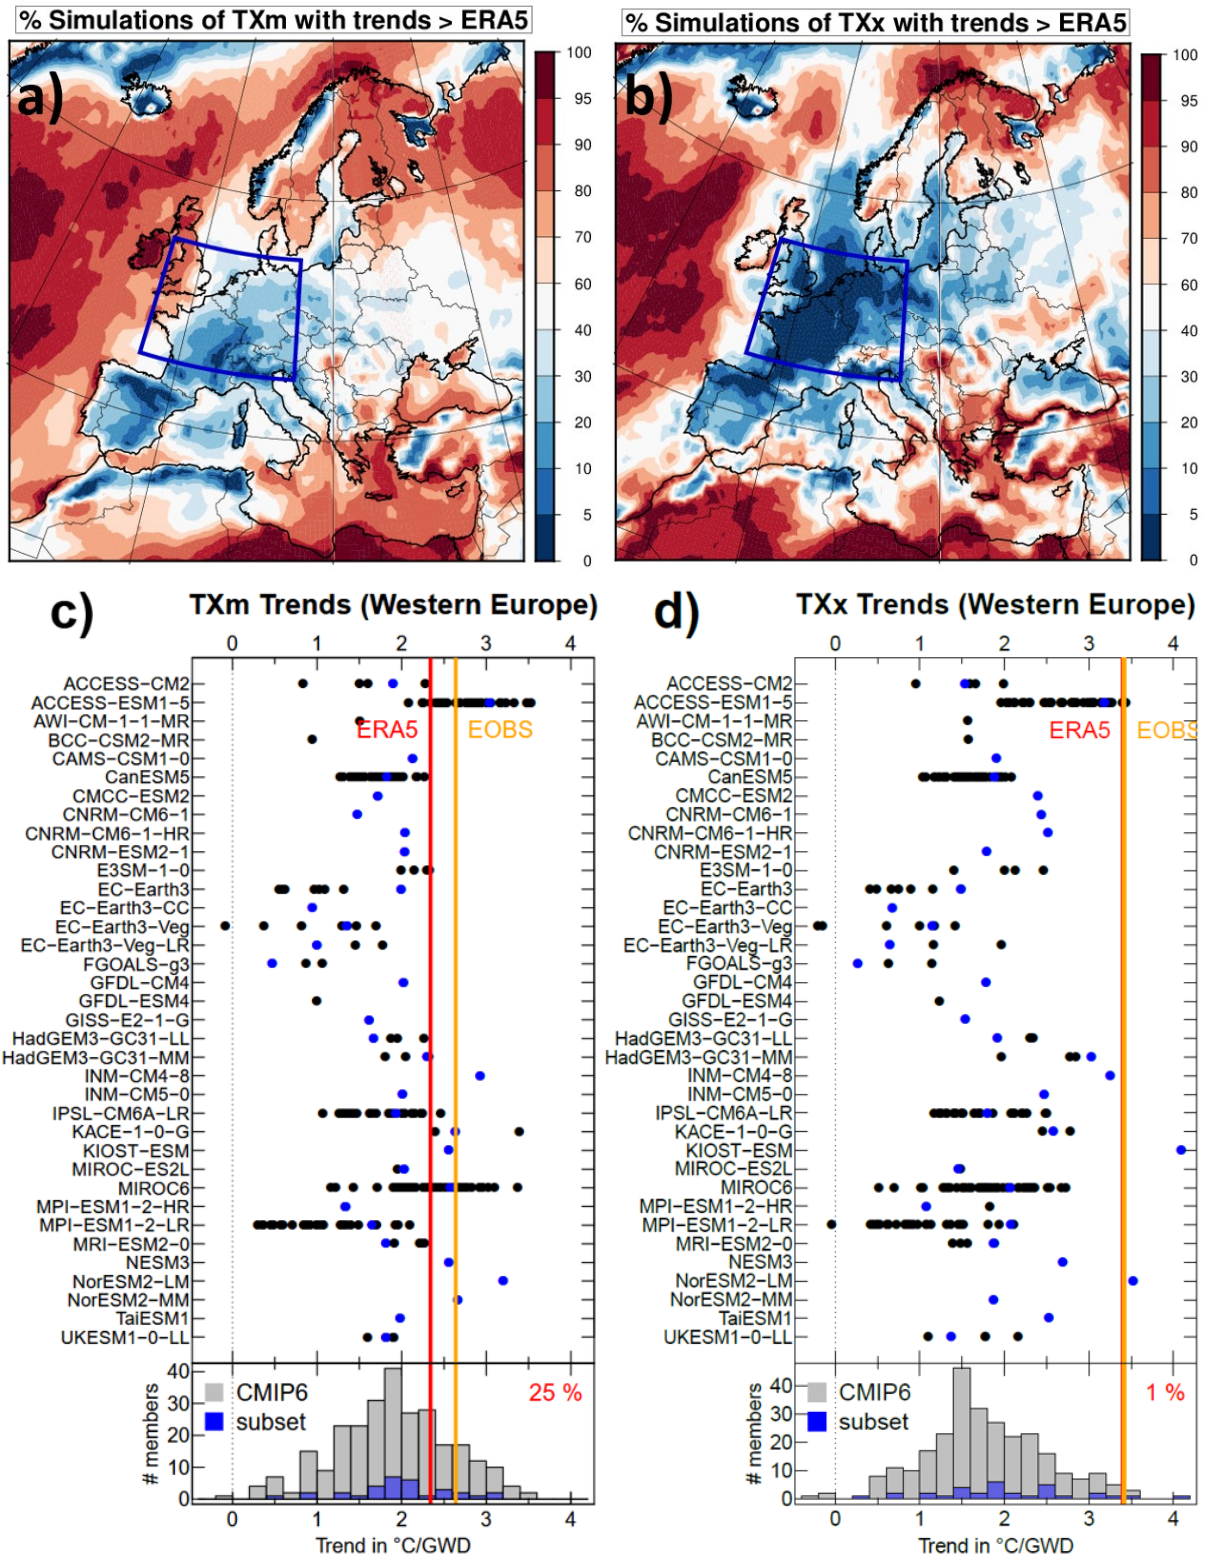 % Simulations of TXm with trends > ERA5
% Simulations of TXx with trends > ERA5
a)
100
95
90
80
70
60
40
30
20
10
5
0
b)
100
95
90
80
70
60
40
30
20
10
5
0
c)
TXm Trends (Western Europe)
0 1 2 3 4
ACCESS-CM2
ACCESS-ESM1-5
AWI-CM-1-1-MR
BCC-CSM2-MR
CAMS-CSM1-0
CanESM5
CMCC-ESM2
CNRM-CM6-1
CNRM-CM6-1-HR
CNRM-ESM2-1
E3SM-1-0
EC-Earth3
EC-Earth3-CC
EC-Earth3-Veg
EC-Earth3-Veg-LR
FGOALS-g3
GFDL-CM4
GFDL-ESM4
GISS-E2-1-G
HadGEM3-GC31-LL
HadGEM3-GC31-MM
INM-CM4-8
INM-CM5-0
IPSL-CM6A-LR
KACE-1-0-G
KIOST-ESM
MIROC-ES2L
MIROC6
MPI-ESM1-2-HR
MPI-ESM1-2-LR
MRI-ESM2-0
NESM3
NorESM2-LM
NorESM2-MM
TaiESM1
UKESM1-0-LL
ERA5
EOBS
# members
40
30
20
10
0
CMIP6
subset
25 %
0 1 2 3 4
Trend in °C/GWD
d)
TXx Trends (Western Europe)
0 1 2 3 4
ACCESS-CM2
ACCESS-ESM1-5
AWI-CM-1-1-MR
BCC-CSM2-MR
CAMS-CSM1-0
CanESM5
CMCC-ESM2
CNRM-CM6-1
CNRM-CM6-1-HR
CNRM-ESM2-1
E3SM-1-0
EC-Earth3
EC-Earth3-CC
EC-Earth3-Veg
EC-Earth3-Veg-LR
FGOALS-g3
GFDL-CM4
GFDL-ESM4
GISS-E2-1-G
HadGEM3-GC31-LL
HadGEM3-GC31-MM
INM-CM4-8
INM-CM5-0
IPSL-CM6A-LR
KACE-1-0-G
KIOST-ESM
MIROC-ES2L
MIROC6
MPI-ESM1-2-HR
MPI-ESM1-2-LR
MRI-ESM2-0
NESM3
NorESM2-LM
NorESM2-MM
TaiESM1
UKESM1-0-LL
ERA5
EOBS
# members
40
30
20
10
0
CMIP6
subset
1 %
0 1 2 3 4
Trend in °C/GWD